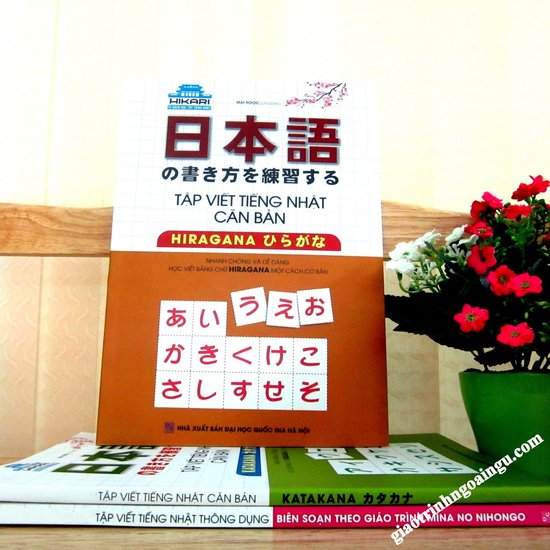 HIKARI
MAI NGỌC
日本語
の書き方を練習する
TẬP VIẾT TIẾNG NHẬT
CĂN BẢN
HIRAGANA ひらがな
NHANH CHÓNG VÀ DỄ DÀNG
HỌC VIẾT BẢNG CHỮ HIRAGANA MỘT CÁCH CƠ BẢN
あいうえお
かきくけこ
さしすせそ
NHÀ XUẤT BẢN ĐẠI HỌC QUỐC GIA HÀ NỘI
TẬP VIẾT TIẾNG NHẬT CĂN BẢN KATAKANA カタカナ
TẬP VIẾT TIẾNG NHẬT THÔNG DỤNG BIÊN SOẠN THEO GIÁO TRÌNH MINA NO NIHONGO
giaotrinhngoaingu.com